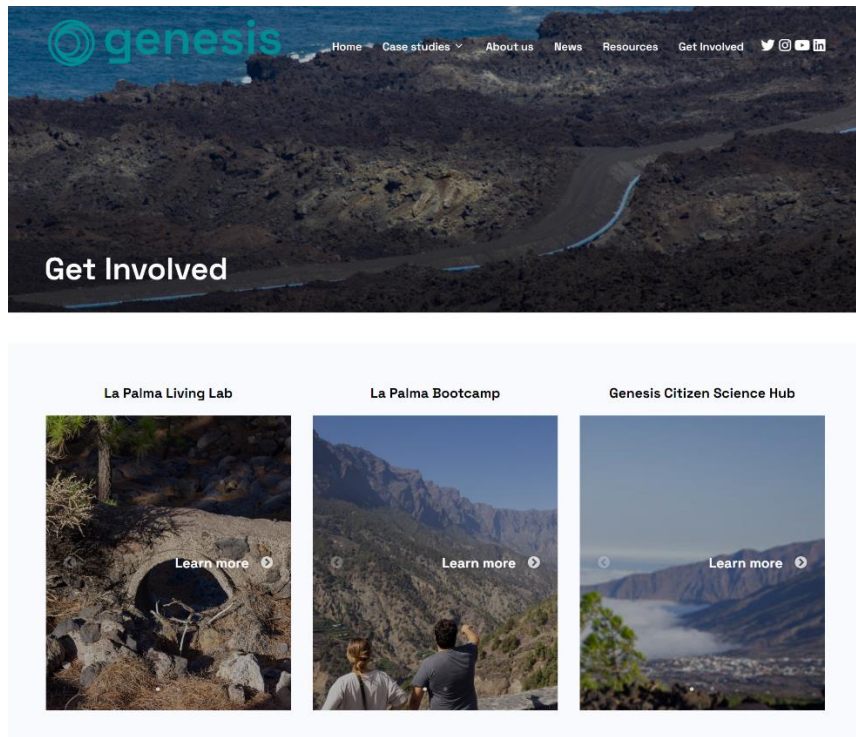 genesis
Home Case studies About us News Resources Get Involved
Get Involved
La Palma Living Lab
La Palma Bootcamp
Genesis Citizen Science Hub
Learn more
Learn more
Learn more